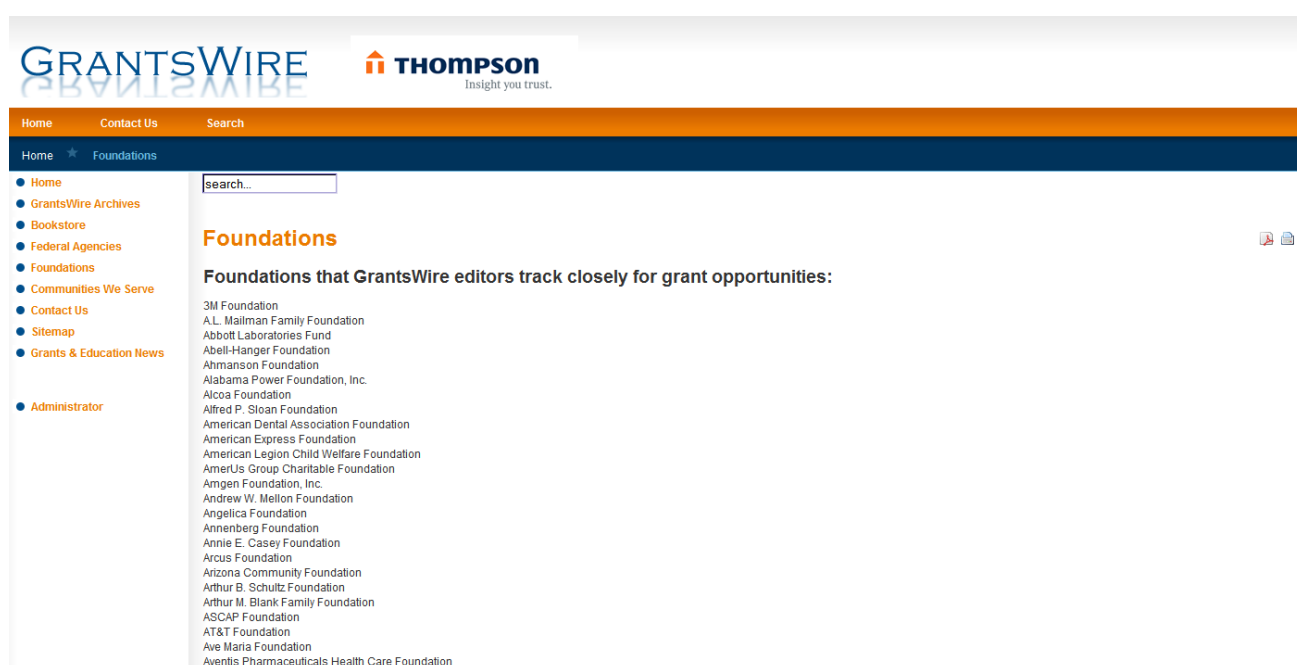 GRANTSWIRE
THOMPSON
Insight you trust.
Home Contact Us Search
Home Foundations
Home
GrantsWire Archives
Bookstore
Federal Agencies
Foundations
Communities We Serve
Contact Us
Sitemap
Grants & Education News
Administrator
search...
Foundations
Foundations that GrantsWire editors track closely for grant opportunities:
3M Foundation
A.L. Mailman Family Foundation
Abbott Laboratories Fund
Abell-Hanger Foundation
Ahmanson Foundation
Alabama Power Foundation, Inc.
Alcoa Foundation
Alfred P. Sloan Foundation
American Dental Association Foundation
American Express Foundation
American Legion Child Welfare Foundation
AmerUs Group Charitable Foundation
Amgen Foundation, Inc.
Andrew W. Mellon Foundation
Angelica Foundation
Annenberg Foundation
Annie E. Casey Foundation
Arcus Foundation
Arizona Community Foundation
Arthur B. Schultz Foundation
Arthur M. Blank Family Foundation
ASCAP Foundation
AT&T Foundation
Ave Maria Foundation
Aventis Pharmaceuticals Health Care Foundation